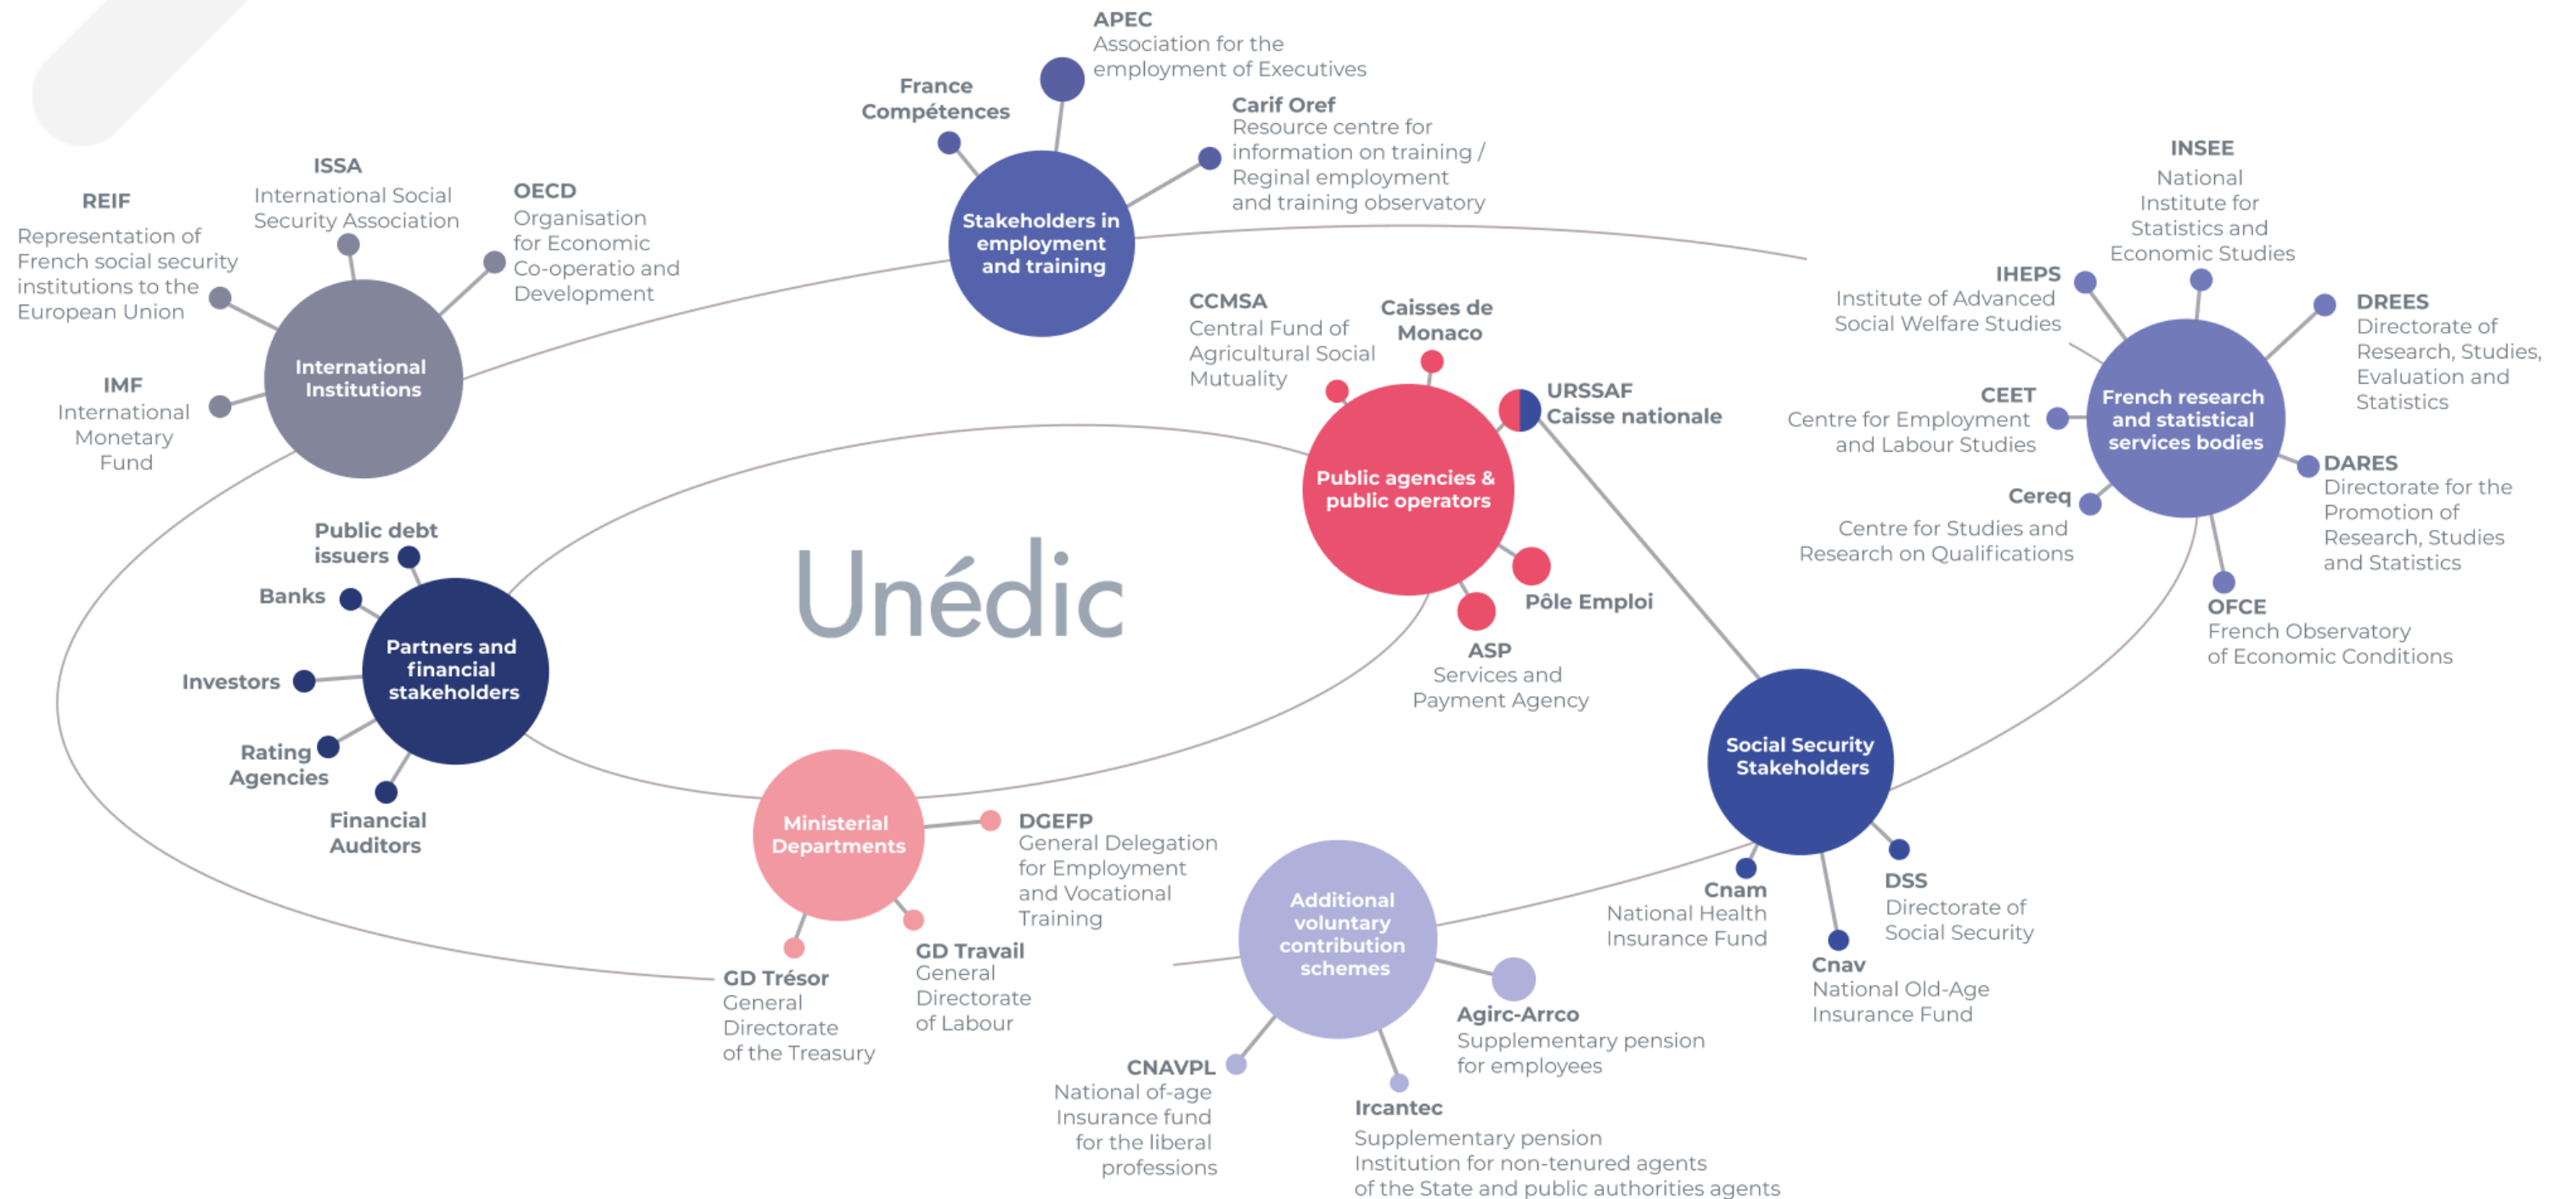 APEC
Association for the
employment of Executives
France
Compétences
Carif Oref
Resource centre for
information on training /
Reginal employment
and training observatory
Stakeholders in
employment
and training
ISSA
International Social
Security Association
REIF
Representation of
French social security
institutions to the
European Union
OECD
Organisation
for Economic
Co-operatio and
Development
IMF
International
Monetary
Fund
International
Institutions
INSEE
National
Institute for
Statistics and
Economic Studies
IHEPS
Institute of Advanced
Social Welfare Studies
DREES
Directorate of
Research, Studies,
Evaluation and
Statistics
CEET
Centre for Employment
and Labour Studies
French research
and statistical
services bodies
DARES
Directorate for the
Promotion of
Research, Studies
and Statistics
Cereq
Centre for Studies and
Research on Qualifications
OFCE
French Observatory
of Economic Conditions
CCMSA
Central Fund of
Agricultural Social
Mutuality
Caisses de
Monaco
URSSAF
Caisse nationale
Public agencies &
public operators
Pôle Emploi
ASP
Services and
Payment Agency
Unédic
Public debt
issuers
Banks
Investors
Rating
Agencies
Financial
Auditors
Partners and
financial
stakeholders
Ministerial
Departments
DGEFP
General Delegation
for Employment
and Vocational
Training
GD Travail
General
Directorate
of Labour
GD Trésor
General
Directorate
of the Treasury
Social Security
Stakeholders
Cnam
National Health
Insurance Fund
DSS
Directorate of
Social Security
Cnav
National Old-Age
Insurance Fund
Additional
voluntary
contribution
schemes
Agirc-Arrco
Supplementary pension
for employees
CNAVPL
National of-age
Insurance fund
for the liberal
professions
Ircantec
Supplementary pension
Institution for non-tenured agents
of the State and public authorities agents